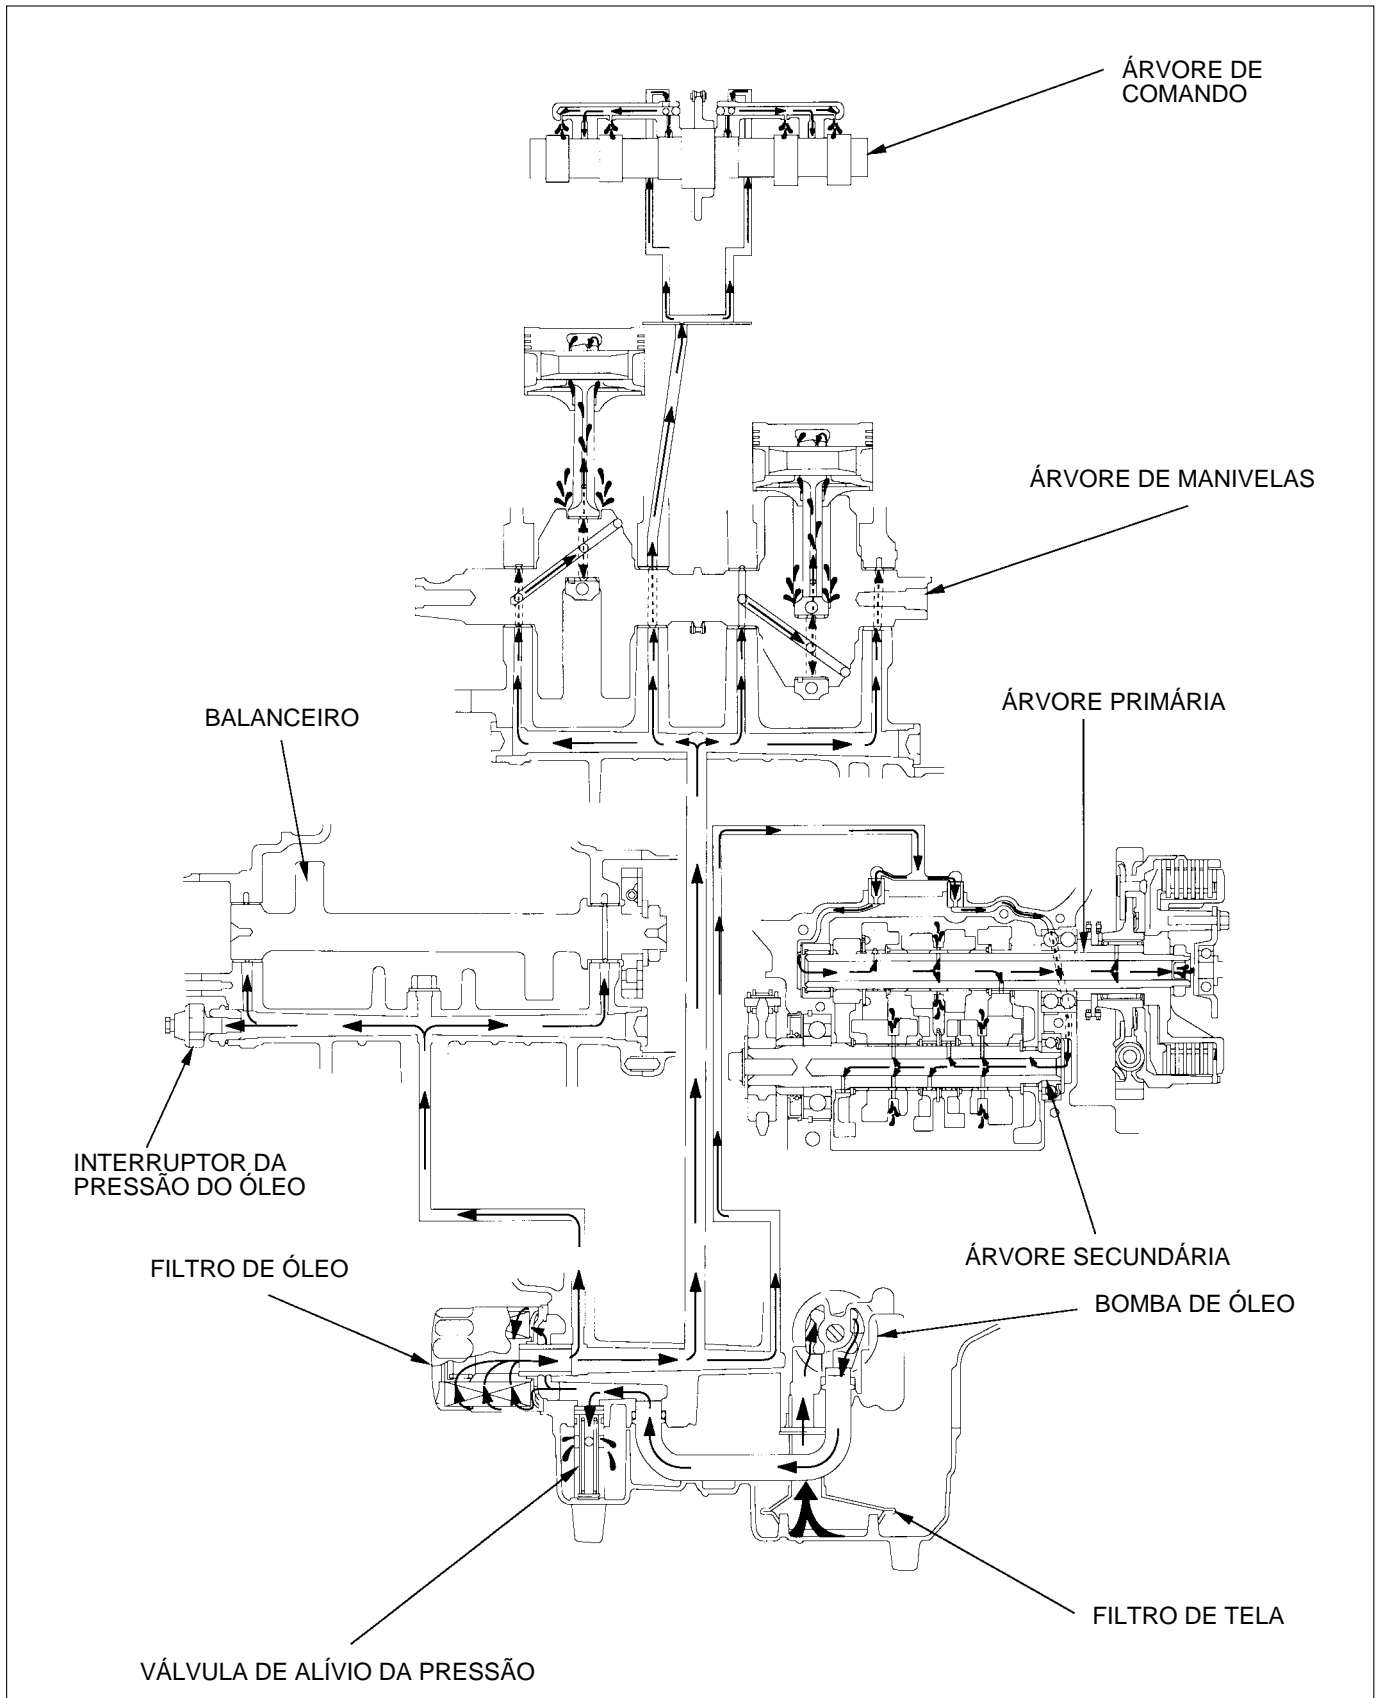 ÁRVORE DE
COMANDO
ÁRVORE DE MANIVELAS
ÁRVORE PRIMÁRIA
BALANCEIRO
INTERRUPTOR DA
PRESSÃO DO ÓLEO
ÁRVORE SECUNDÁRIA
FILTRO DE ÓLEO
BOMBA DE ÓLEO
FILTRO DE TELA
VÁLVULA DE ALÍVIO DA PRESSÃO